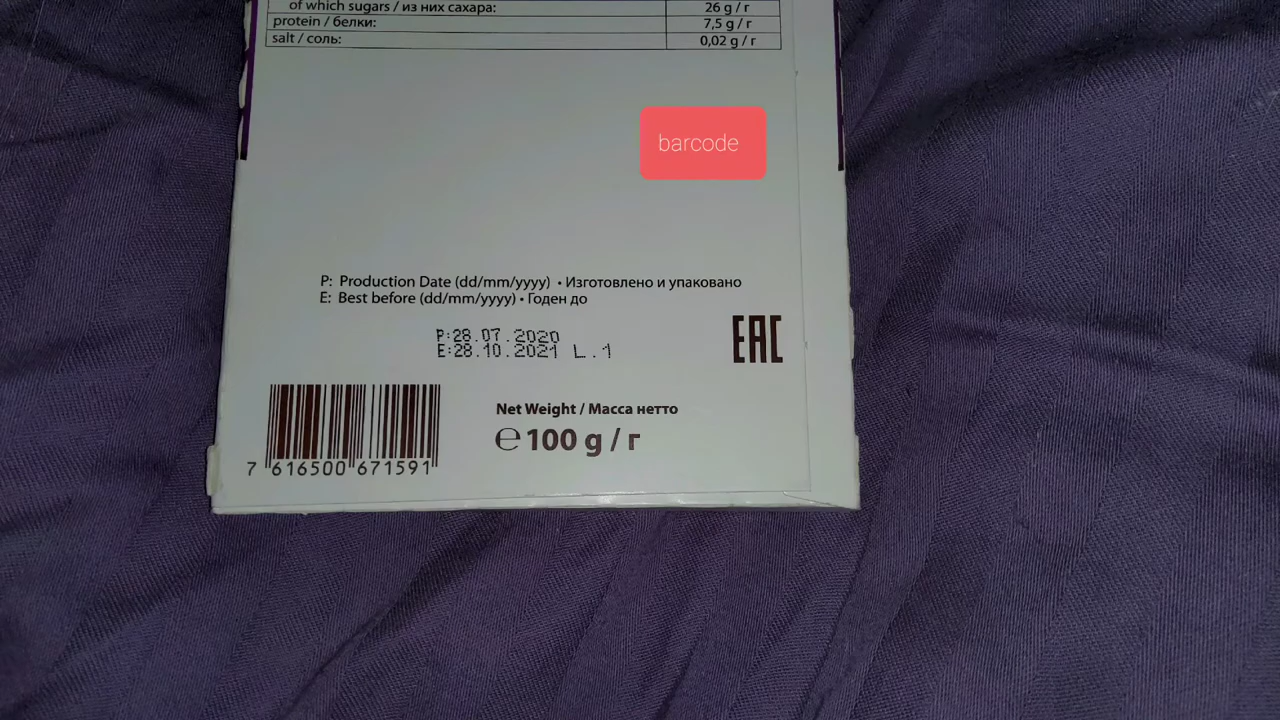 of which sugars / из них сахара: 26 g / г
protein / белки: 7,5 g / г
salt / соль: 0,02 g / г
barcode
P: Production Date (dd/mm/yyyy) • Изготовлено и упаковано
E: Best before (dd/mm/yyyy) • Годен до
P:28.07.2020
E:28.10.2021 L.1
EAC
Net Weight / Масса нетто
℮ 100 g / г
7 616500 671591